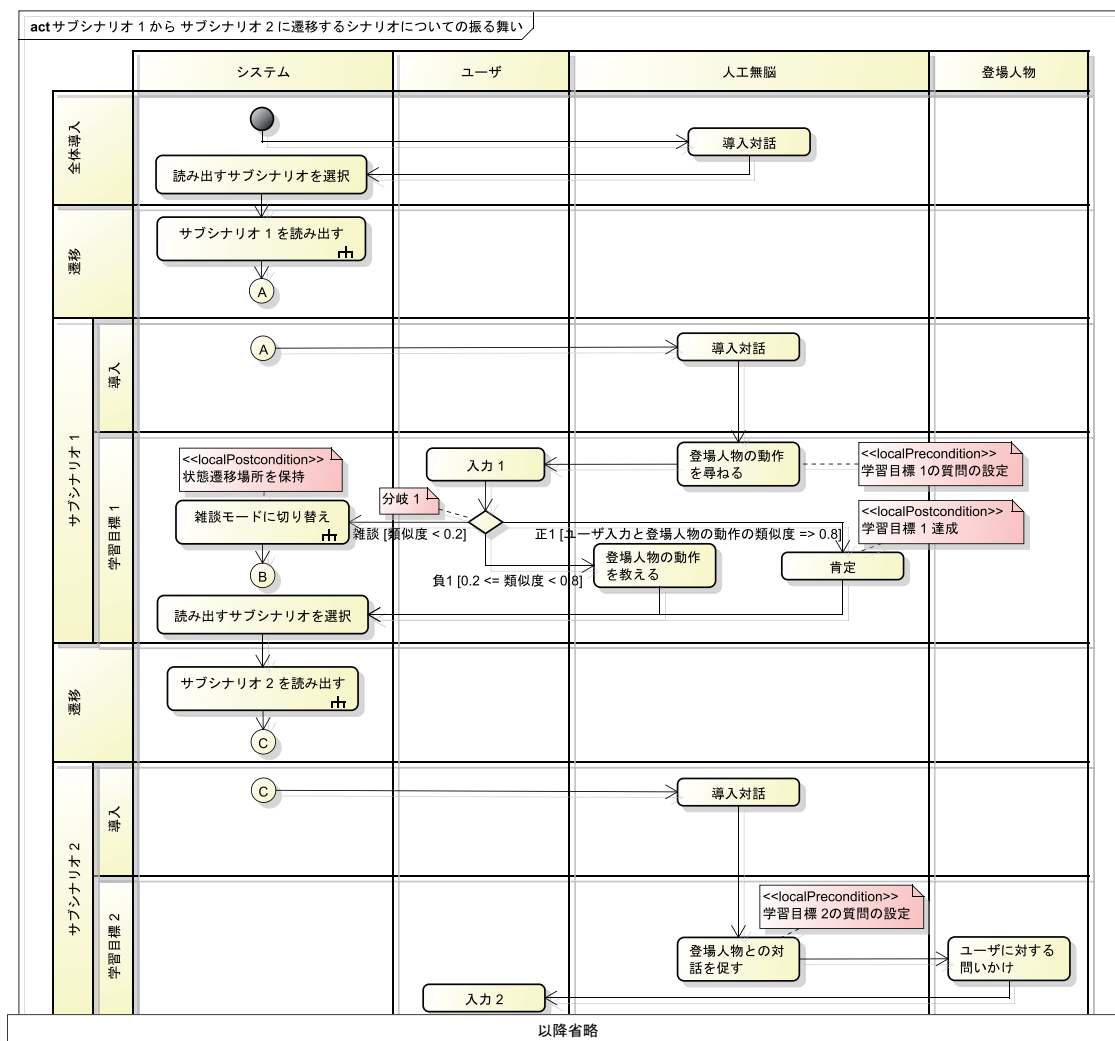 act サブシナリオ 1 から サブシナリオ 2 に遷移するシナリオについての振る舞い
システム
ユーザ
人工無脳
登場人物
全体導入
導入対話
読み出すサブシナリオを選択
遷移
サブシナリオ 1 を読み出す
A
サブシナリオ 1
導入
A
導入対話
学習目標 1
<<localPostcondition>>
状態遷移場所を保持
入力 1
登場人物の動作
を尋ねる
<<localPrecondition>>
学習目標 1の質問の設定
分岐 1
雑談モードに切り替え
雑談 [類似度 < 0.2]
正1 [ユーザ入力と登場人物の動作の類似度 => 0.8]
<<localPostcondition>>
学習目標 1 達成
B
負1 [0.2 <= 類似度 < 0.8]
登場人物の動作
を教える
肯定
読み出すサブシナリオを選択
遷移
サブシナリオ 2 を読み出す
C
サブシナリオ 2
導入
C
導入対話
学習目標 2
<<localPrecondition>>
学習目標 2の質問の設定
登場人物との対
話を促す
ユーザに対する
問いかけ
入力 2
以降省略